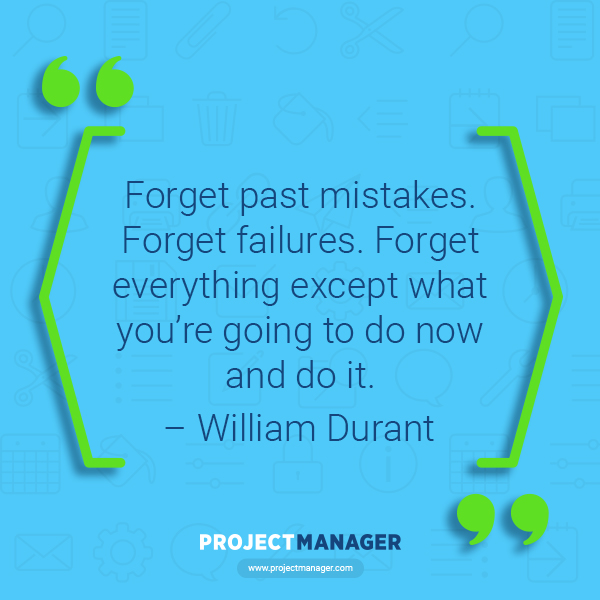 Forget past mistakes.
Forget failures. Forget
everything except what
you’re going to do now
and do it.
– William Durant
PROJECTMANAGER
www.projectmanager.com